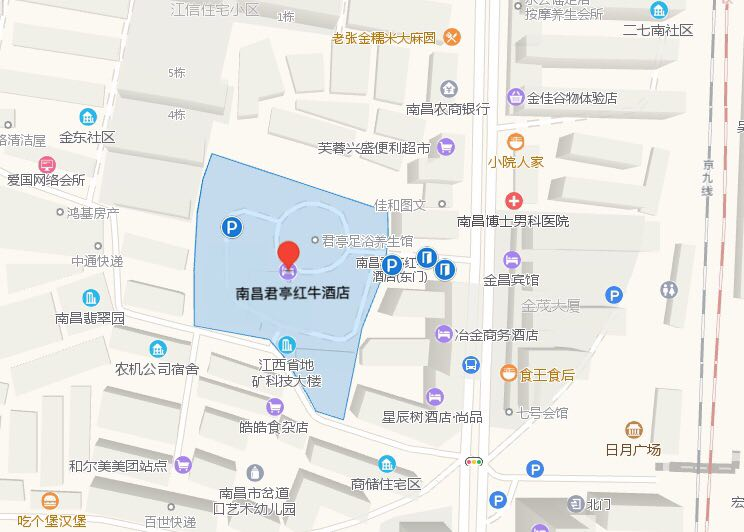 江信住宅小区
1栋
按摩养生会所
二七南社区
老张金糯米大麻圆
5栋
南昌农商银行
金佳谷物体验店
4栋
金东社区
芙蓉兴盛便利超市
小院人家
洁清洁屋
爱国网络会所
京九线
鸿基房产
佳和图文
南昌博士男科医院
君亭足浴养生馆
中通快递
酒店(东门)
金昌宾馆
南昌君亭红牛酒店
金茂大厦
南昌翡翠园
冶金商务酒店
农机公司宿舍
江西省地
矿科技大楼
食王食后
星辰树酒店·尚品
七号会馆
皓皓食杂店
日月广场
和尔美美团站点
商储住宅区
南昌市岔道
口艺术幼儿园
北门
吃个堡汉堡
百世快递